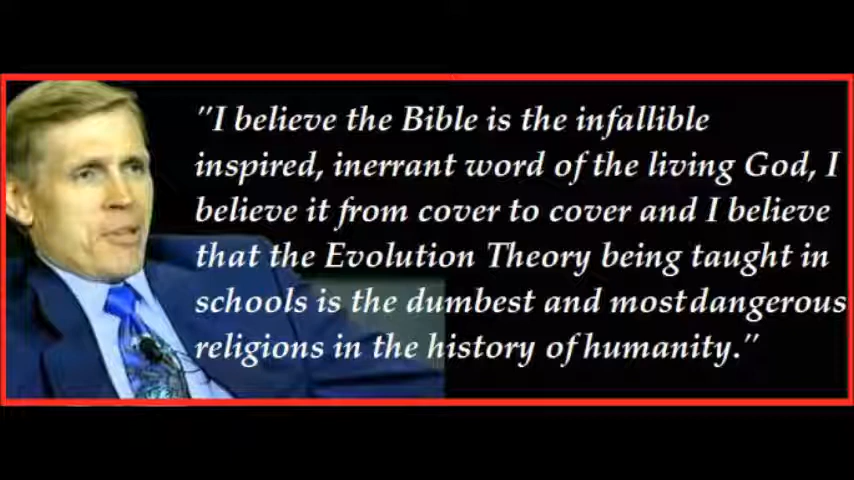 "I believe the Bible is the infallible
inspired, inerrant word of the living God, I
believe it from cover to cover and I believe
that the Evolution Theory being taught in
schools is the dumbest and most dangerous
religions in the history of humanity."